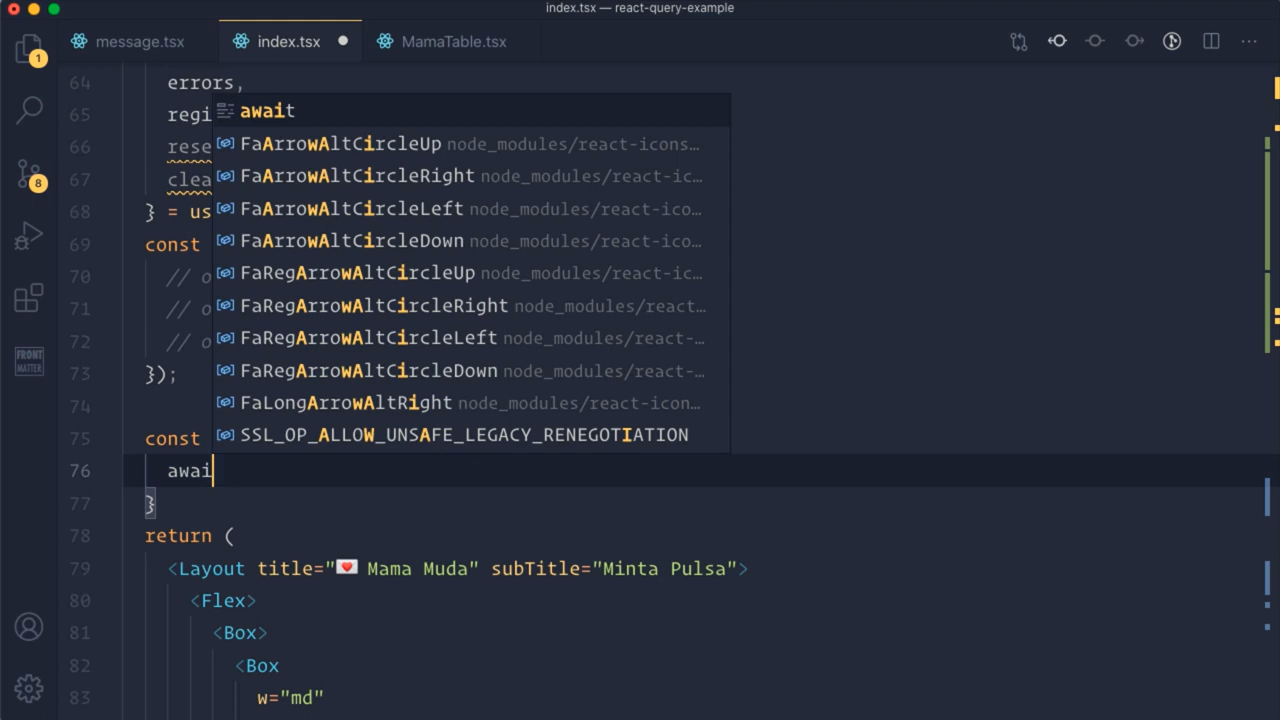 index.tsx — react-query-example
message.tsx
index.tsx
MamaTable.tsx
1
8
FRONT
MATTER
64 errors,
65 regi
66 rese
67 clea
68 } = us
69 const
70 // o
71 // o
72 // o
73 });
74
75 const
76 awai
77 }
78 return (
79 <Layout title="💌 Mama Muda" subTitle="Minta Pulsa">
80 <Flex>
81 <Box>
82 <Box
83 w="md"
await
FaArrowAltCircleUp node_modules/react-icons…
FaArrowAltCircleRight node_modules/react-ic…
FaArrowAltCircleLeft node_modules/react-ico…
FaArrowAltCircleDown node_modules/react-ico…
FaRegArrowAltCircleUp node_modules/react-ic…
FaRegArrowAltCircleRight node_modules/react…
FaRegArrowAltCircleLeft node_modules/react-…
FaRegArrowAltCircleDown node_modules/react-…
FaLongArrowAltRight node_modules/react-icon…
SSL_OP_ALLOW_UNSAFE_LEGACY_RENEGOTIATION